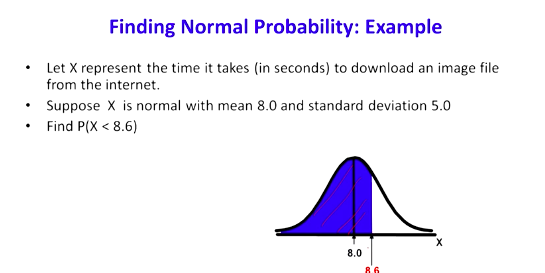 Finding Normal Probability: Example
• Let X represent the time it takes (in seconds) to download an image file
from the internet.
• Suppose X is normal with mean 8.0 and standard deviation 5.0
• Find P(X < 8.6)
X
8.0
8.6